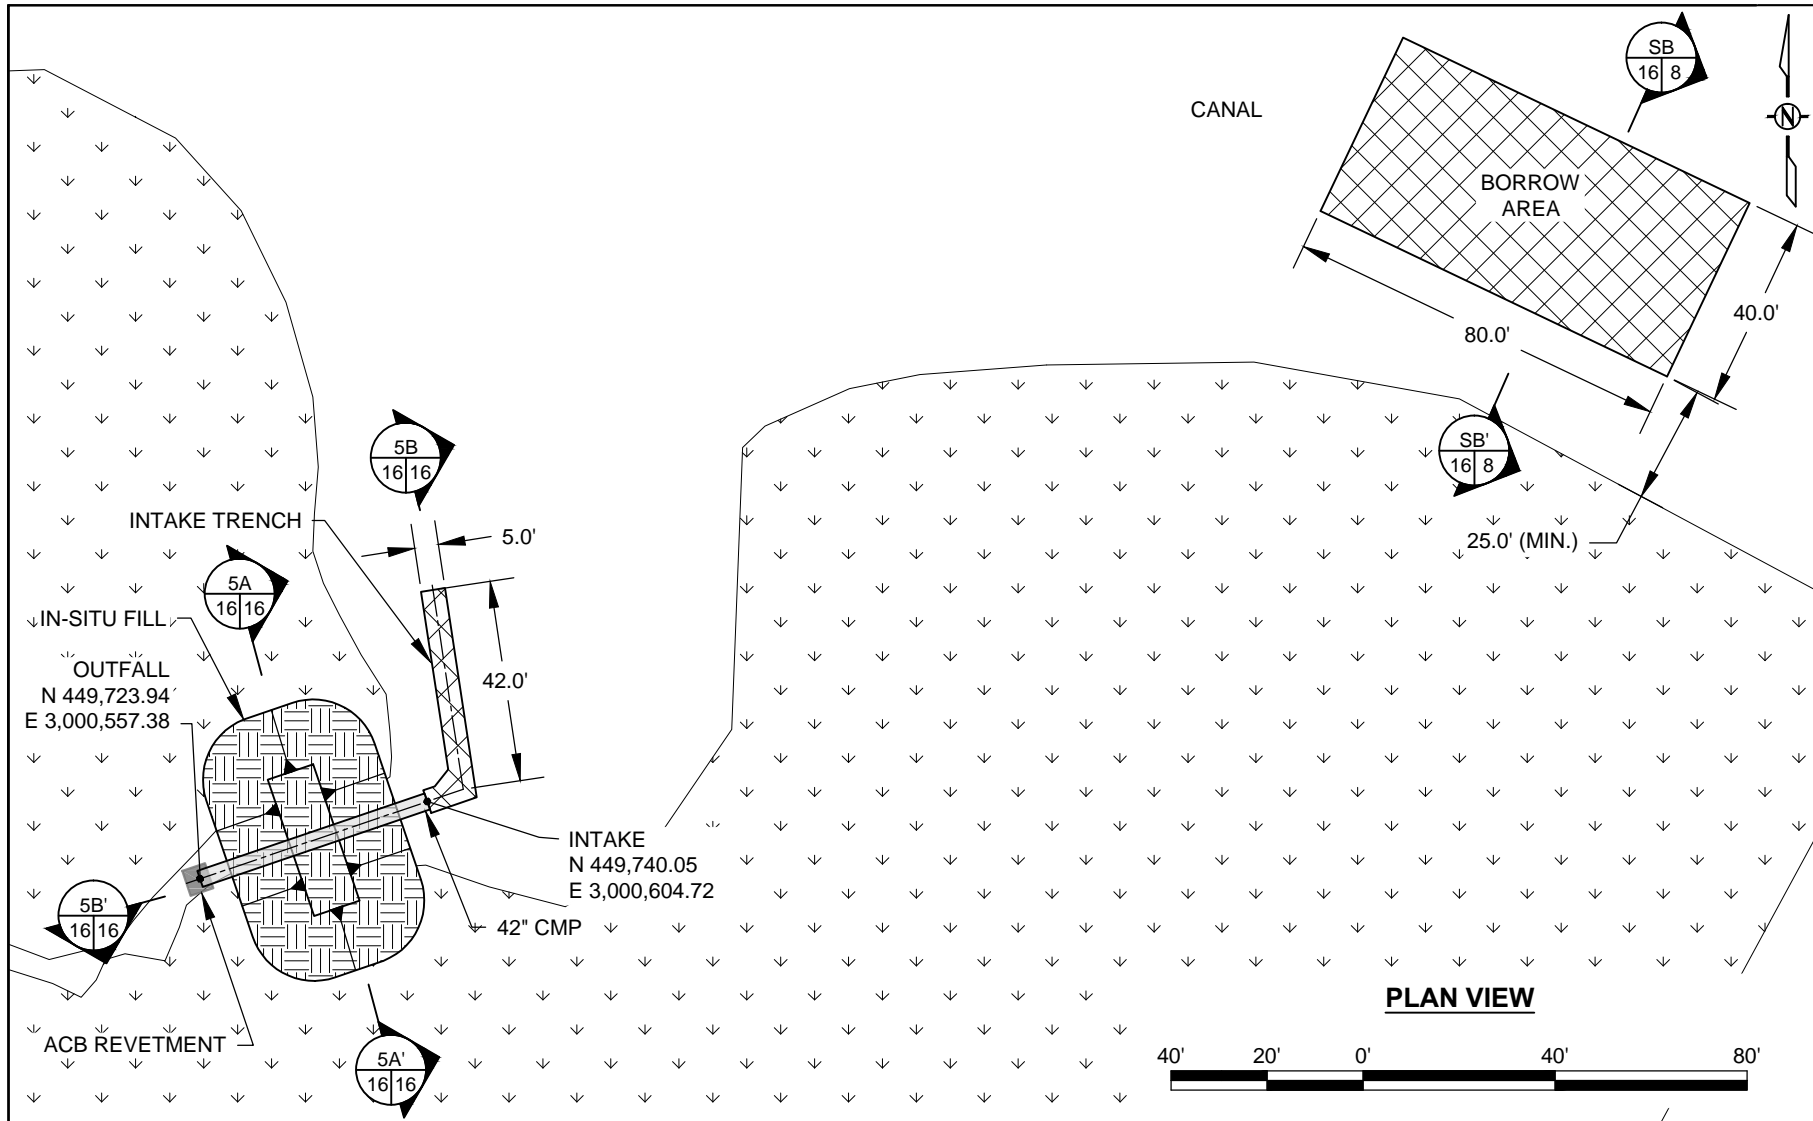 SB
16 8
N
CANAL
BORROW
AREA
40.0'
80.0'
SB'
16 8
25.0' (MIN.)
5B
16 16
INTAKE TRENCH
5.0'
5A
16 16
IN-SITU FILL
OUTFALL
N 449,723.94
E 3,000,557.38
42.0'
INTAKE
N 449,740.05
E 3,000,604.72
42" CMP
5B'
16 16
ACB REVETMENT
5A'
16 16
PLAN VIEW
40' 20' 0' 40' 80'